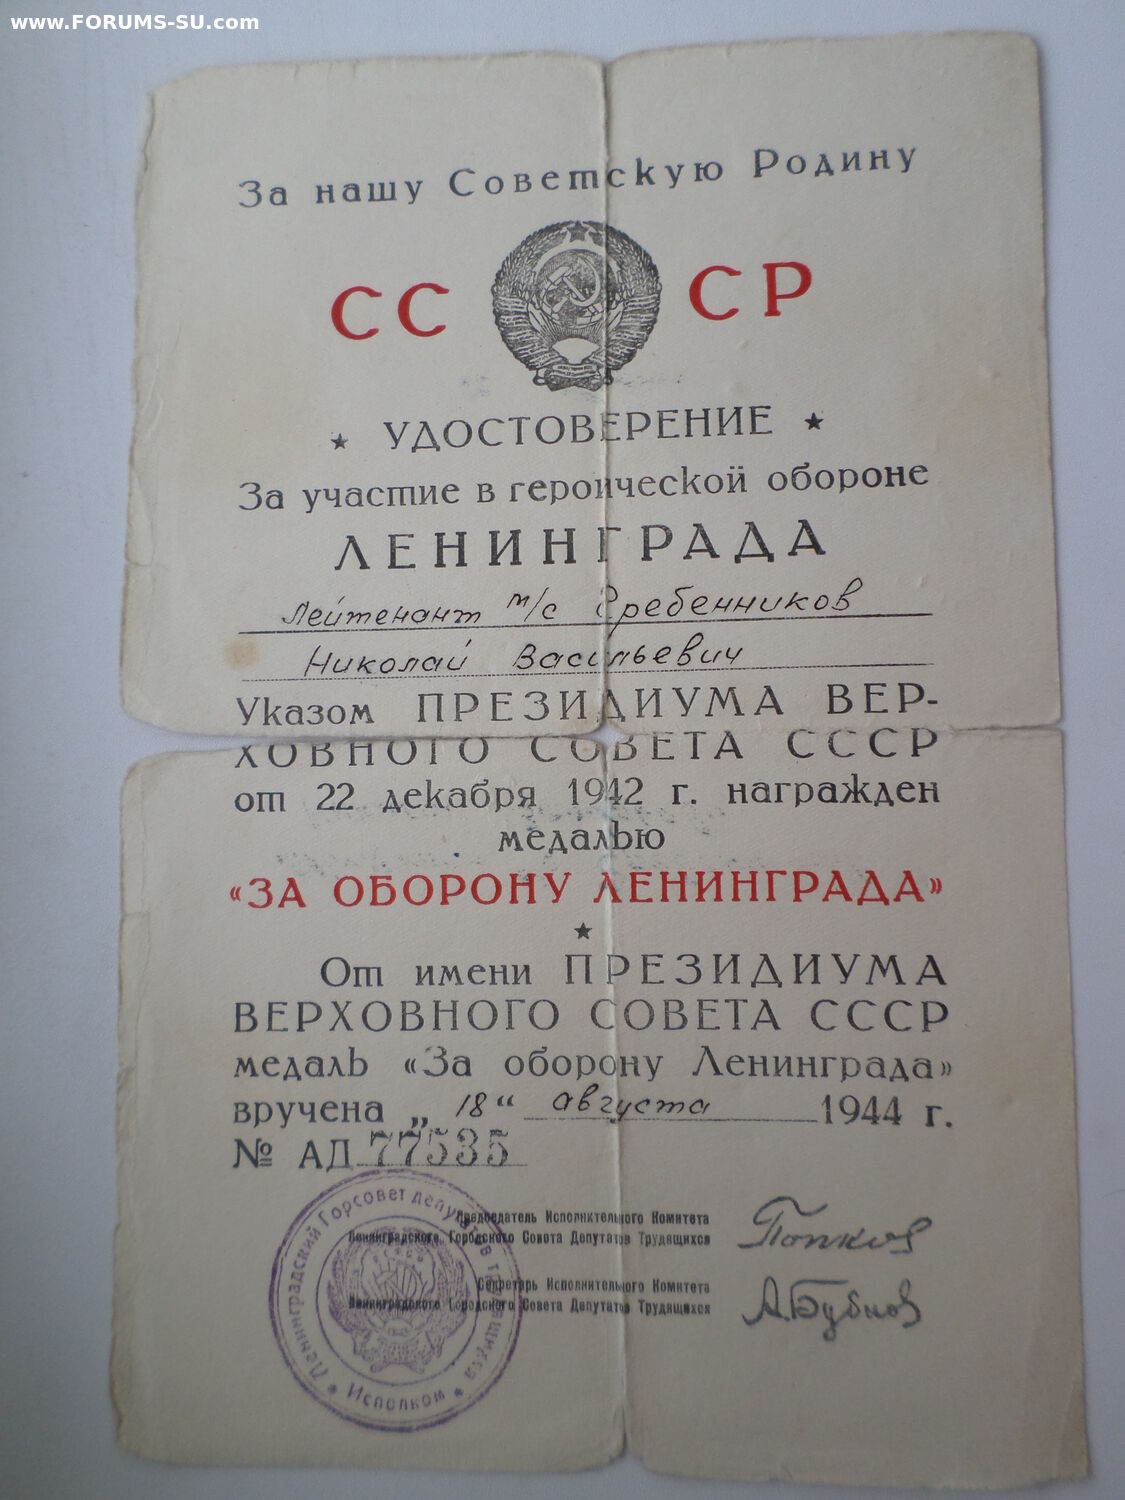 www.FORUMS-SU.com
За нашу Советскую Родину
СС СР
★ УДОСТОВЕРЕНИЕ ★
За участие в героической обороне
ЛЕНИНГРАДА
Лейтенант м/с Гребенников
Николай Васильевич
Указом ПРЕЗИДИУМА ВЕР-
ХОВНОГО СОВЕТА СССР
от 22 декабря 1942 г. награжден
медалью
«ЗА ОБОРОНУ ЛЕНИНГРАДА»
★
От имени ПРЕЗИДИУМА
ВЕРХОВНОГО СОВЕТА СССР
медаль «За оборону Ленинграда»
вручена „18“ августа 1944 г.
№ АД 77535
Председатель Исполнктельного Комитета
Ленинградского Городского Совета Депутатов Трудящихся
Попков
Секретарь Исполнительного Комитета
Ленинградского Городского Совета Депутатов Трудящихся
А.Бубнов
Ленинградский Горсовет депутатов трудящихся
★ Исполком ★